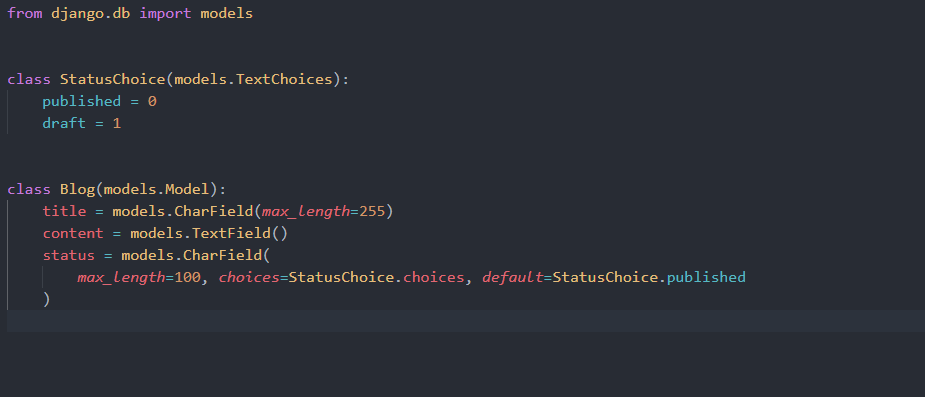 from django.db import models
class StatusChoice(models.TextChoices):
published = 0
draft = 1
class Blog(models.Model):
title = models.CharField(max_length=255)
content = models.TextField()
status = models.CharField(
max_length=100, choices=StatusChoice.choices, default=StatusChoice.published
)